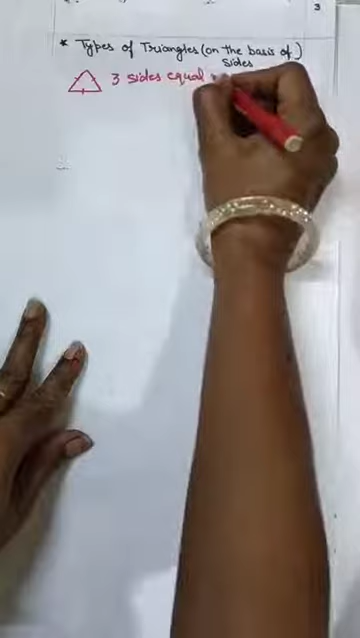 3
* Types of Triangles (on the basis of)
sides
3 sides equal